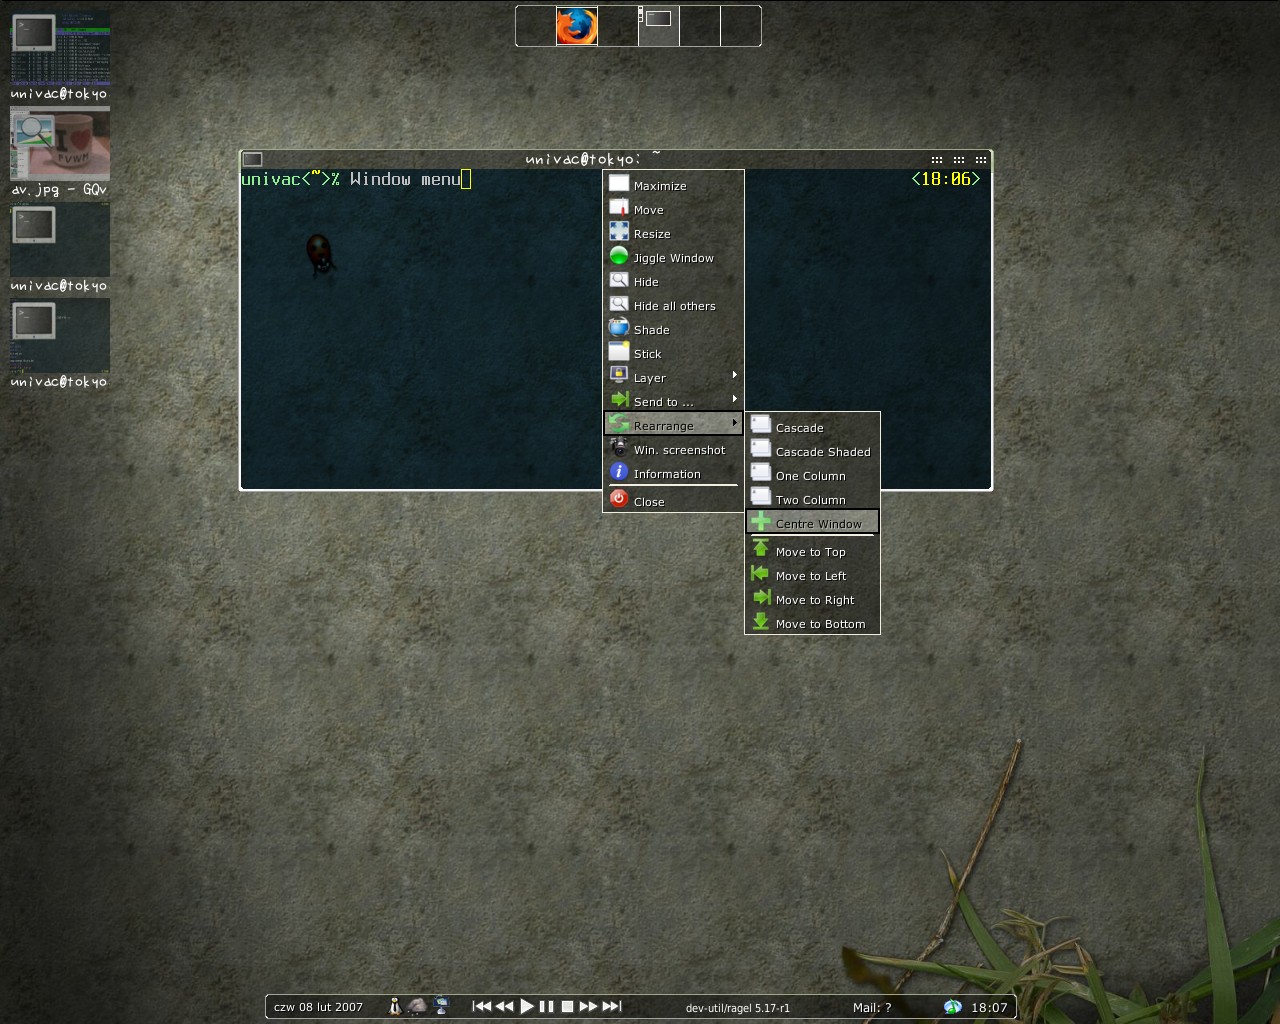 univac@tokyo
av.jpg - GQv
univac@tokyo
univac@tokyo
univac@tokyo: ~
univac<~>% Window menu
<18:06>
Maximize
Move
Resize
Jiggle Window
Hide
Hide all others
Shade
Stick
Layer
Send to ...
Rearrange
Win. screenshot
Information
Close
Cascade
Cascade Shaded
One Column
Two Column
Centre Window
Move to Top
Move to Left
Move to Right
Move to Bottom
czw 08 lut 2007
dev-util/ragel 5.17-r1
Mail: ?
18:07